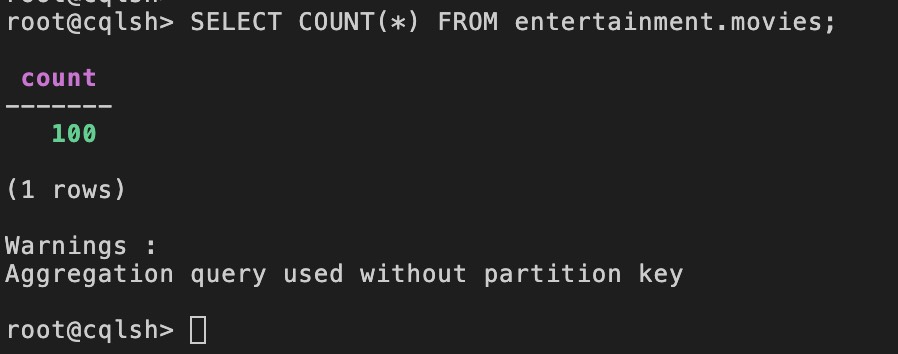 root@cqlsh> SELECT COUNT(*) FROM entertainment.movies;
count
-------
100
(1 rows)
Warnings :
Aggregation query used without partition key
root@cqlsh>